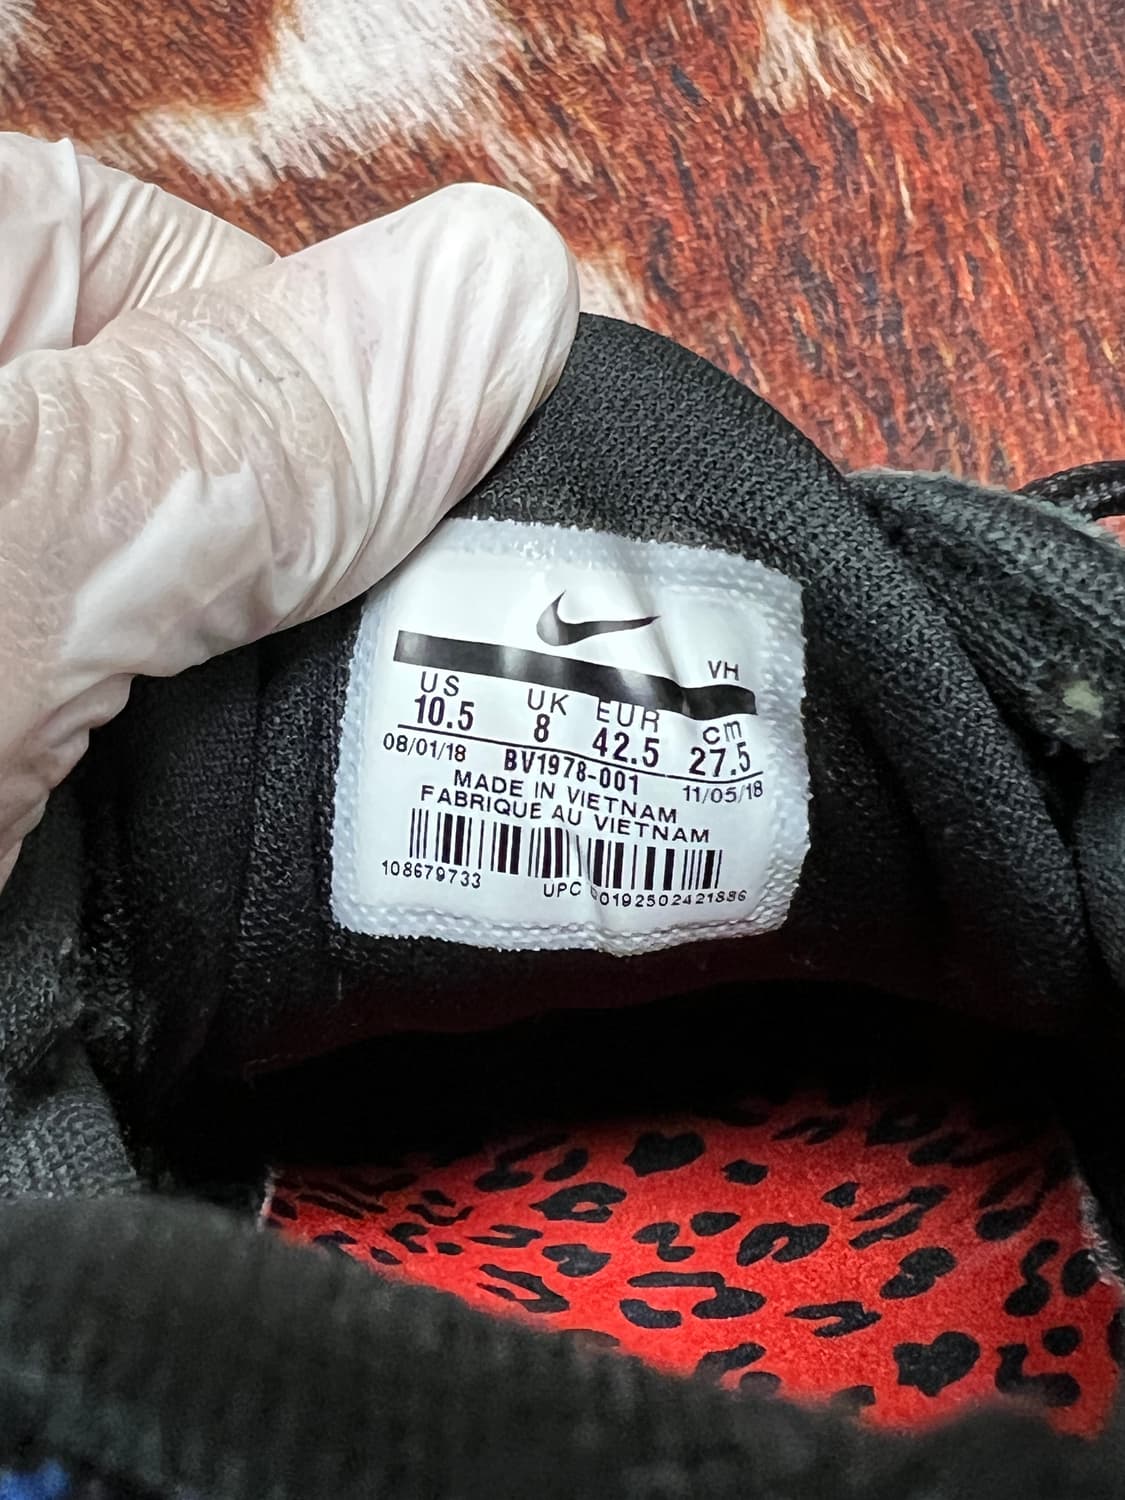 VH
US UK EUR cm
10.5 8 42.5 27.5
08/01/18 BV1978-001 11/05/18
MADE IN VIETNAM
FABRIQUE AU VIETNAM
108679733 UPC 0192502421886